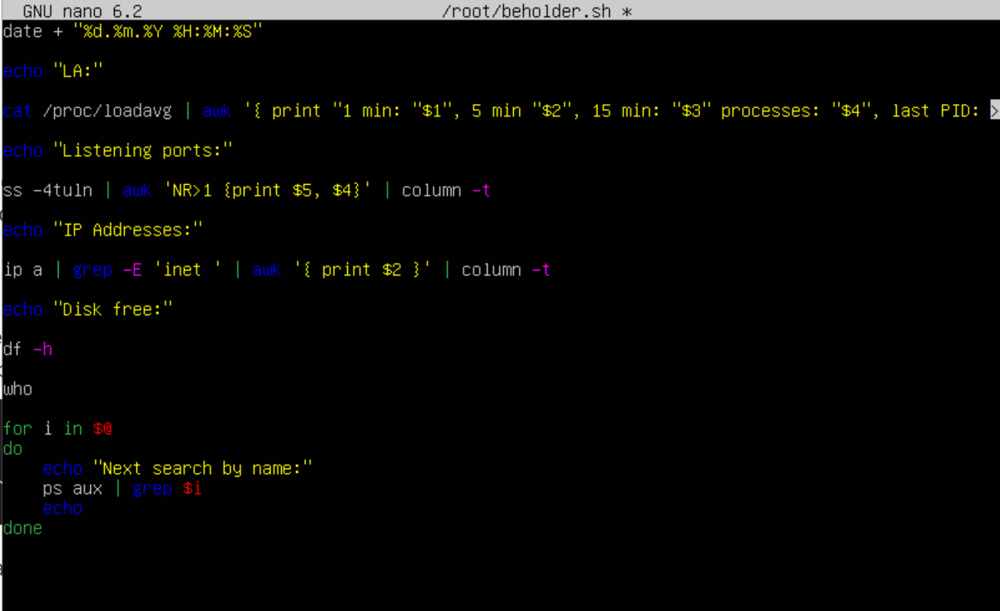 GNU nano 6.2 /root/beholder.sh *
date + "%d.%m.%Y %H:%M:%S"
echo "LA:"
cat /proc/loadavg | awk '{ print "1 min: "$1", 5 min "$2", 15 min: "$3" processes: "$4", last PID: >
echo "Listening ports:"
ss -4tuln | awk 'NR>1 {print $5, $4}' | column -t
echo "IP Addresses:"
ip a | grep -E 'inet ' | awk '{ print $2 }' | column -t
echo "Disk free:"
df -h
who
for i in $@
do
    echo "Next search by name:"
    ps aux | grep $i
    echo
done